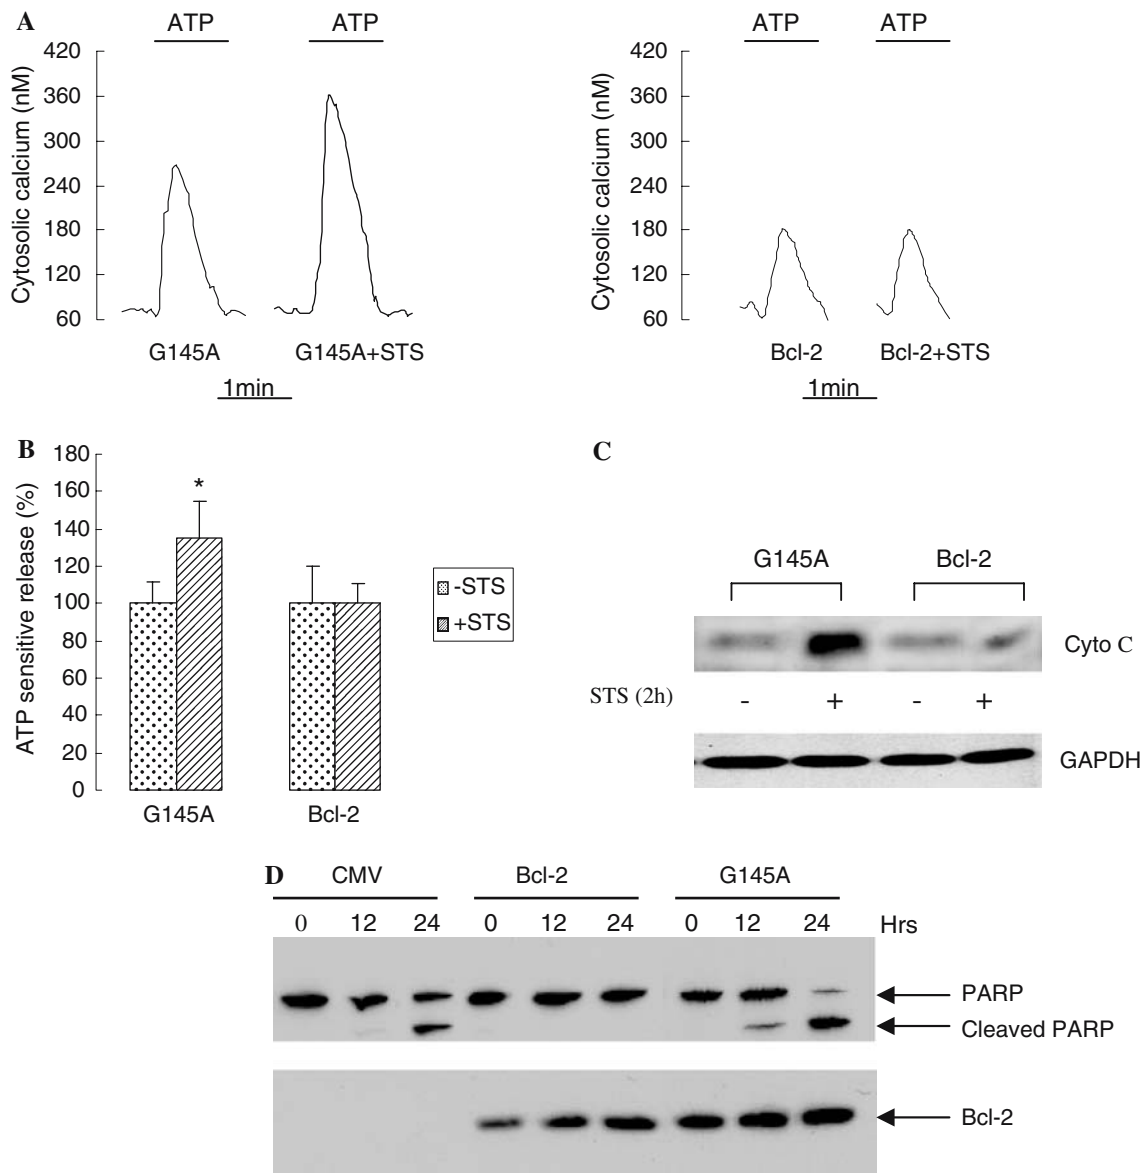 A
ATP
ATP
Cytosolic calcium (nM)
420
360
300
240
180
120
60
G145A
G145A+STS
1min
ATP
ATP
Cytosolic calcium (nM)
420
360
300
240
180
120
60
Bcl-2
Bcl-2+STS
1min
B
ATP sensitive release (%)
180
160
140
120
100
80
60
40
20
0
*
G145A
Bcl-2
-STS
+STS
C
G145A
Bcl-2
Cyto C
STS (2h)
- + - +
GAPDH
D
CMV
Bcl-2
G145A
0 12 24 0 12 24 0 12 24 Hrs
PARP
Cleaved PARP
Bcl-2